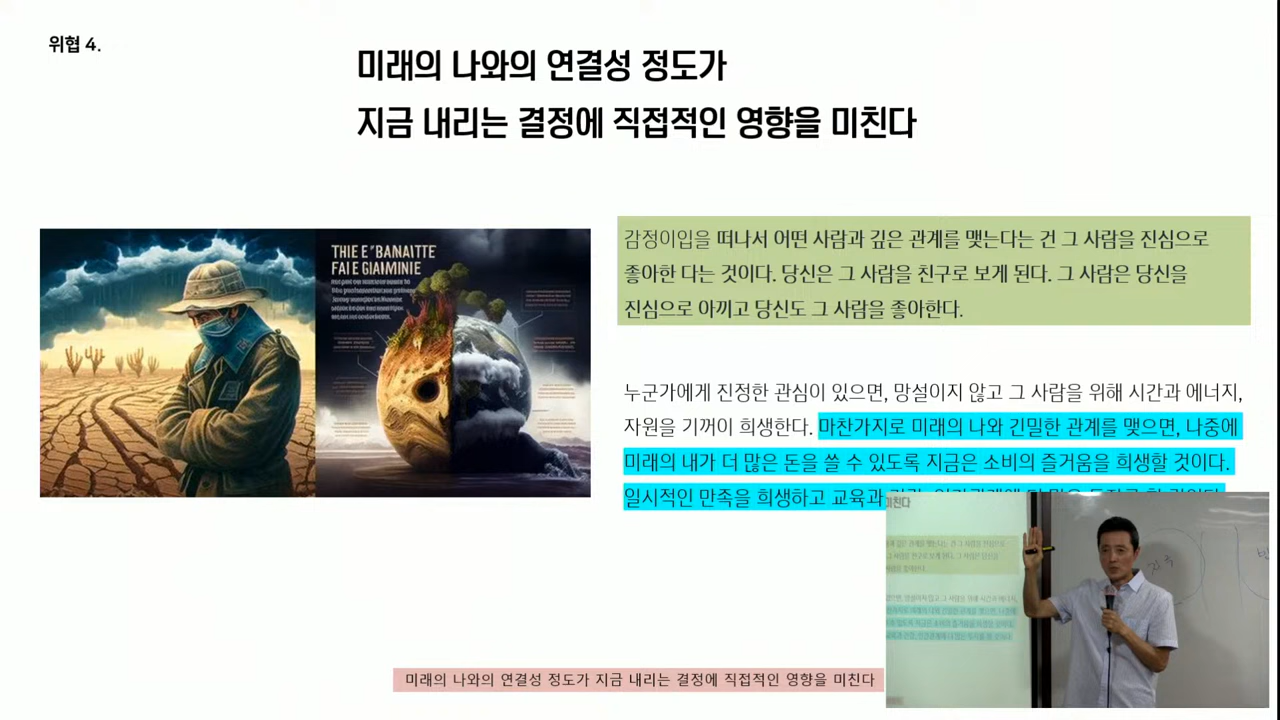 위협 4.
미래의 나와의 연결성 정도가
지금 내리는 결정에 직접적인 영향을 미친다
THIE E"BANAITTE
FAI E GIAMINIE
감정이입을 떠나서 어떤 사람과 깊은 관계를 맺는다는 건 그 사람을 진심으로
좋아한 다는 것이다. 당신은 그 사람을 친구로 보게 된다. 그 사람은 당신을
진심으로 아끼고 당신도 그 사람을 좋아한다.
누군가에게 진정한 관심이 있으면, 망설이지 않고 그 사람을 위해 시간과 에너지,
자원을 기꺼이 희생한다. 마찬가지로 미래의 나와 긴밀한 관계를 맺으면, 나중에
미래의 내가 더 많은 돈을 쓸 수 있도록 지금은 소비의 즐거움을 희생할 것이다.
일시적인 만족을 희생하고 교육과
미친다
미래의 나와의 연결성 정도가 지금 내리는 결정에 직접적인 영향을 미친다